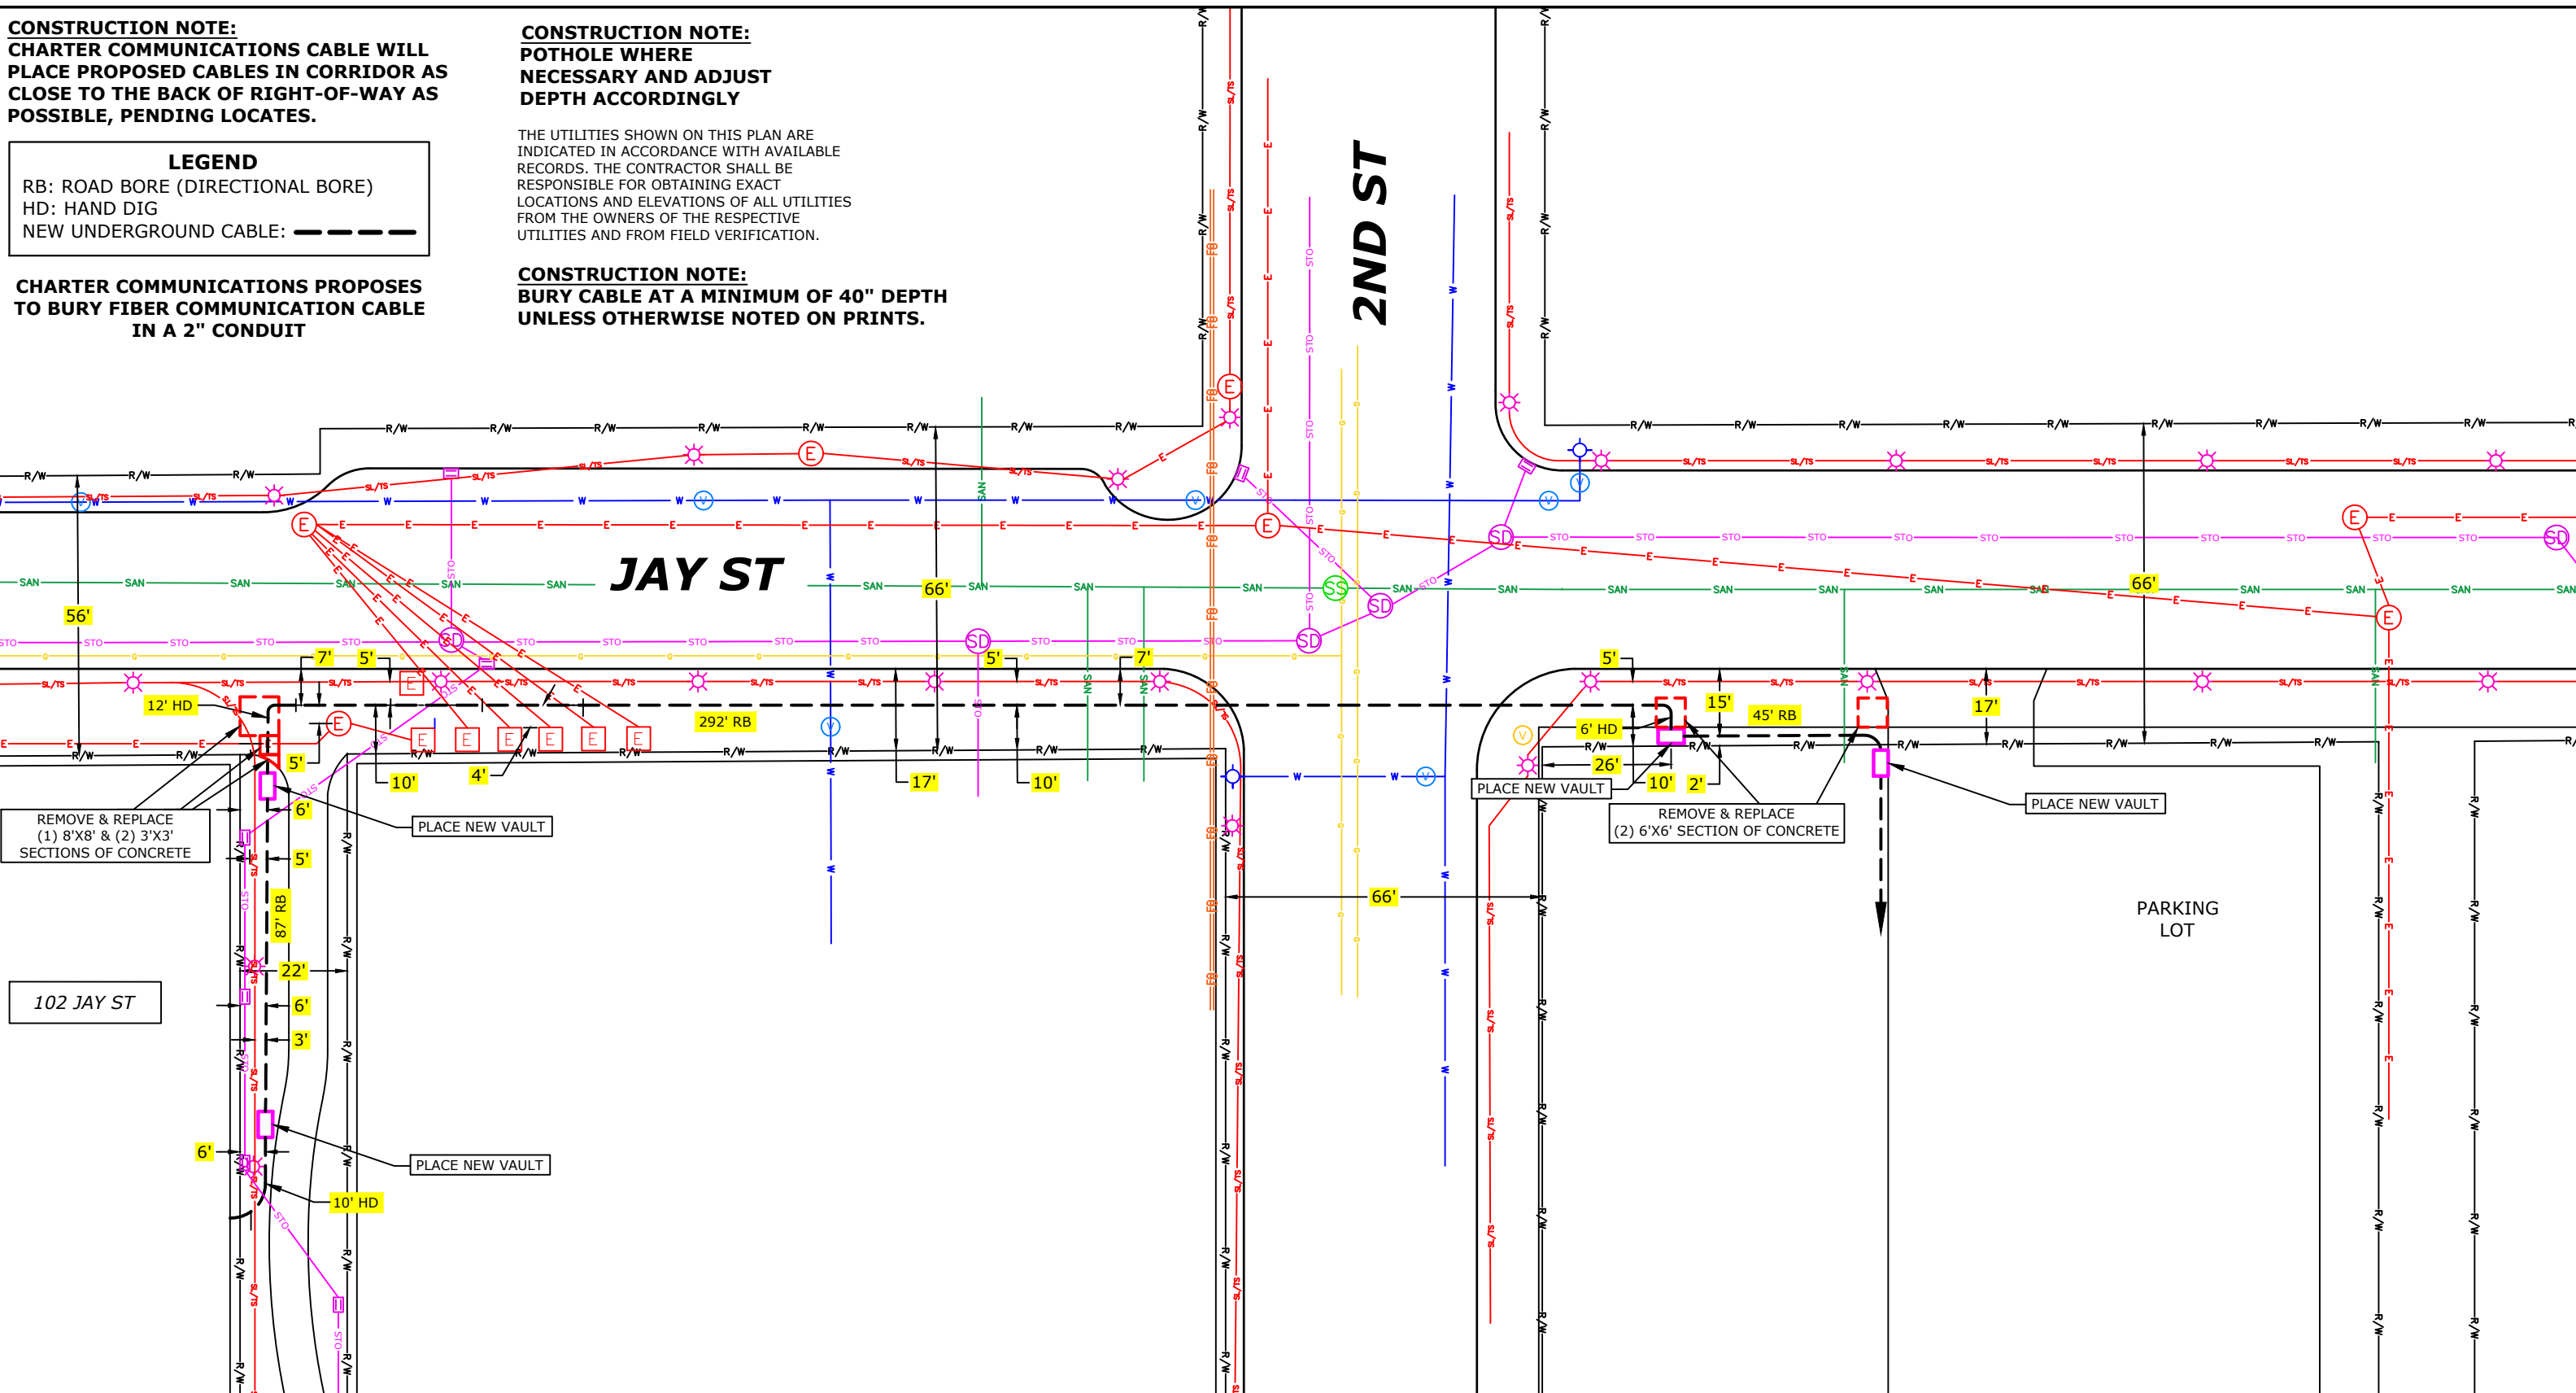 CONSTRUCTION NOTE:
CHARTER COMMUNICATIONS CABLE WILL
PLACE PROPOSED CABLES IN CORRIDOR AS
CLOSE TO THE BACK OF RIGHT-OF-WAY AS
POSSIBLE, PENDING LOCATES.
LEGEND
RB: ROAD BORE (DIRECTIONAL BORE)
HD: HAND DIG
NEW UNDERGROUND CABLE:
CHARTER COMMUNICATIONS PROPOSES
TO BURY FIBER COMMUNICATION CABLE
IN A 2" CONDUIT
CONSTRUCTION NOTE:
POTHOLE WHERE
NECESSARY AND ADJUST
DEPTH ACCORDINGLY
THE UTILITIES SHOWN ON THIS PLAN ARE
INDICATED IN ACCORDANCE WITH AVAILABLE
RECORDS. THE CONTRACTOR SHALL BE
RESPONSIBLE FOR OBTAINING EXACT
LOCATIONS AND ELEVATIONS OF ALL UTILITIES
FROM THE OWNERS OF THE RESPECTIVE
UTILITIES AND FROM FIELD VERIFICATION.
CONSTRUCTION NOTE:
BURY CABLE AT A MINIMUM OF 40" DEPTH
UNLESS OTHERWISE NOTED ON PRINTS.
2ND ST
JAY ST
56'
66'
66'
7'
5'
5'
7'
5'
12' HD
292' RB
6' HD
15'
45' RB
17'
5'
10'
4'
17'
10'
26'
10'
2'
PLACE NEW VAULT
REMOVE & REPLACE
(1) 8'X8' & (2) 3'X3'
SECTIONS OF CONCRETE
6'
PLACE NEW VAULT
REMOVE & REPLACE
(2) 6'X6' SECTION OF CONCRETE
PLACE NEW VAULT
5'
87' RB
66'
PARKING
LOT
22'
102 JAY ST
6'
3'
6'
PLACE NEW VAULT
10' HD
R/W
SL/TS
SAN
STO
FO
W
E
G
V
SD
SS